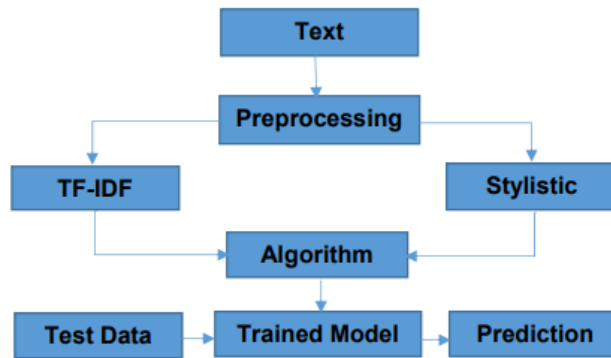 Text
Preprocessing
TF-IDF
Stylistic
Algorithm
Test Data
Trained Model
Prediction